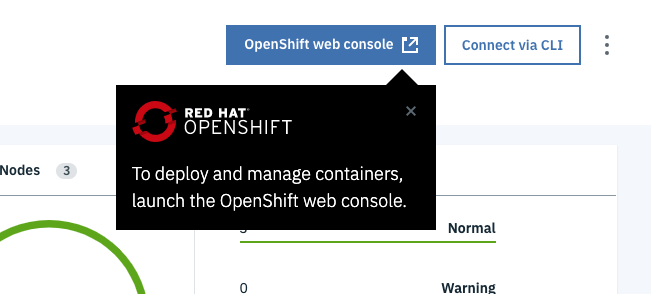 OpenShift web console
Connect via CLI
RED HAT®
OPENSHIFT
To deploy and manage containers,
launch the OpenShift web console.
Nodes 3
Normal
0 Warning